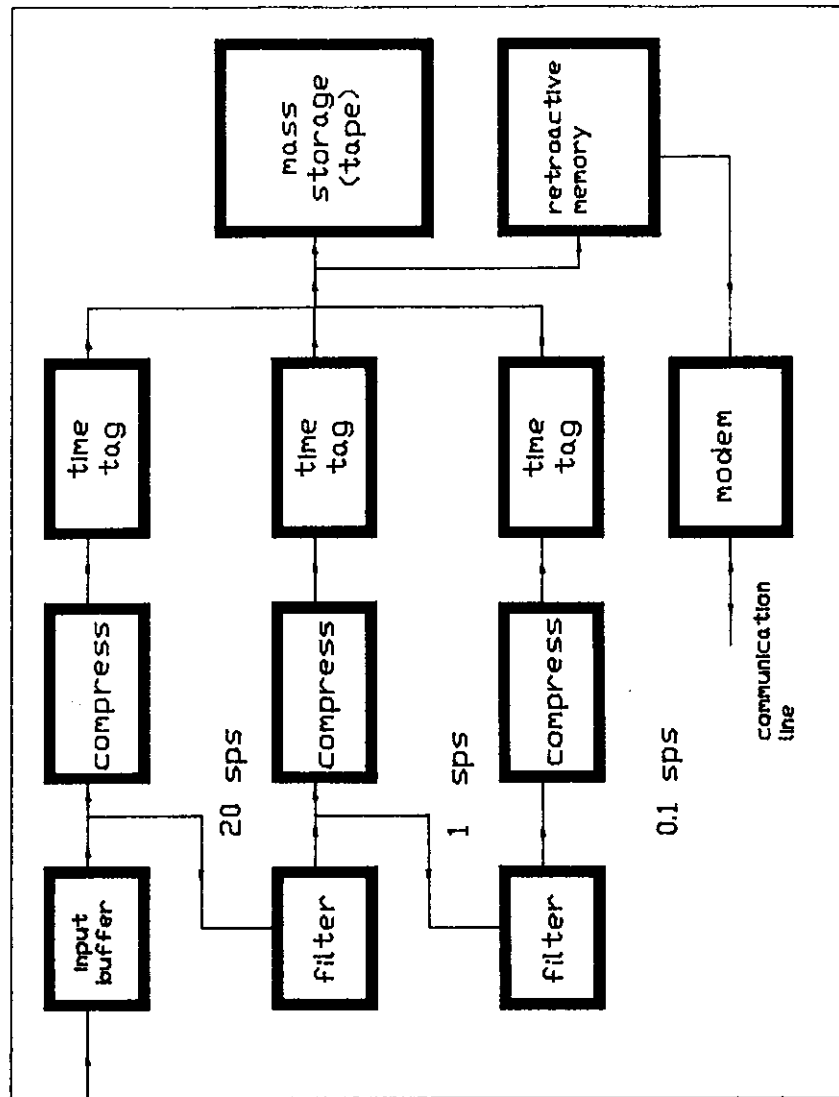 input
buffer
compress
time
tag
mass
storage
(tape)
20 sps
filter
compress
time
tag
retroactive
memory
1 sps
filter
compress
time
tag
0.1 sps
modem
communication
line